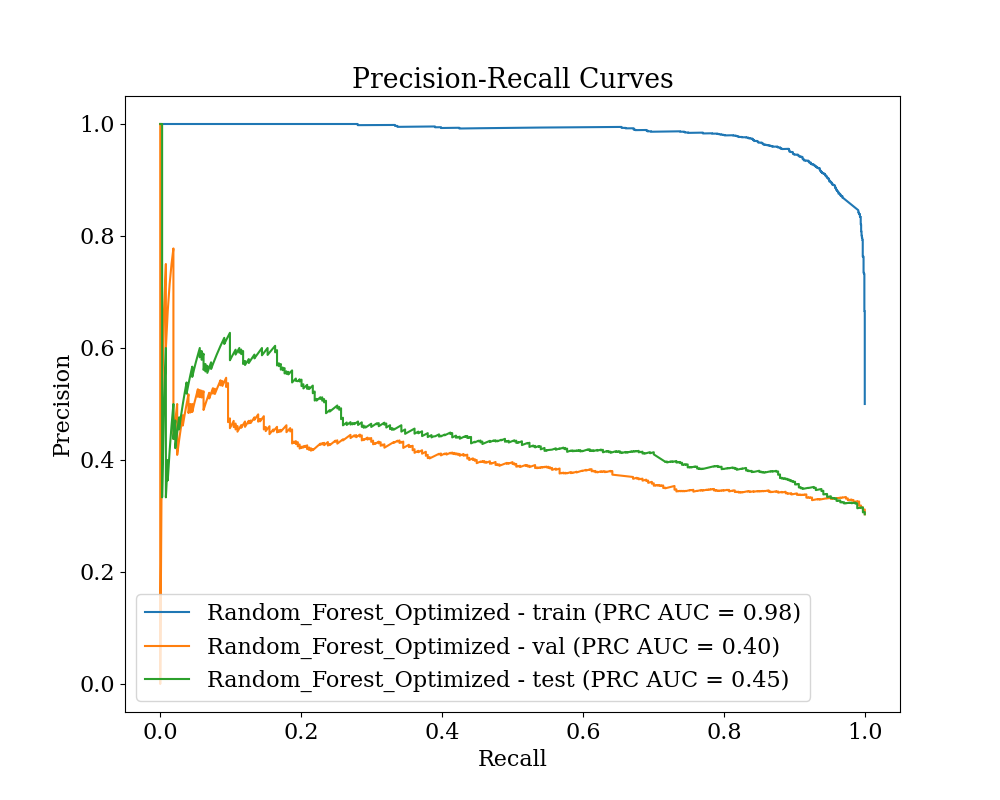 Precision-Recall Curves
1.0
0.8
0.6
0.4
0.2
0.0
Precision
Random_Forest_Optimized - train (PRC AUC = 0.98)
Random_Forest_Optimized - val (PRC AUC = 0.40)
Random_Forest_Optimized - test (PRC AUC = 0.45)
0.0 0.2 0.4 0.6 0.8 1.0
Recall